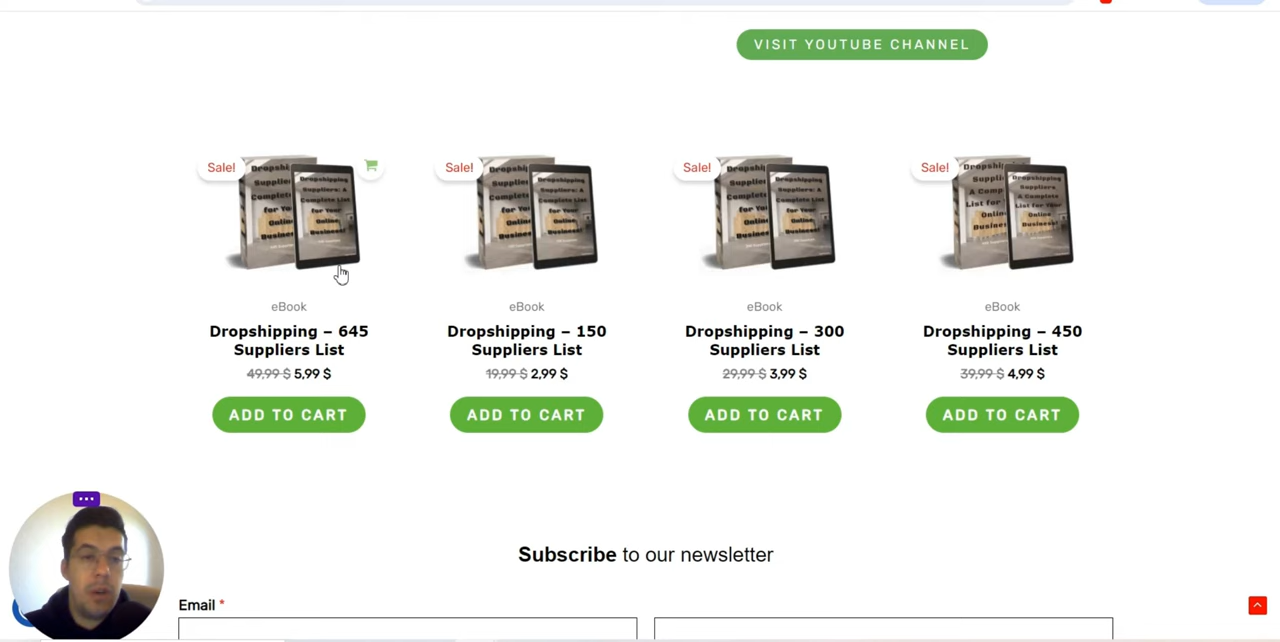 VISIT YOUTUBE CHANNEL
Sale!
Sale!
Sale!
Sale!
eBook
Dropshipping – 645
Suppliers List
49,99 $ 5,99 $
ADD TO CART
eBook
Dropshipping – 150
Suppliers List
19,99 $ 2,99 $
ADD TO CART
eBook
Dropshipping – 300
Suppliers List
29,99 $ 3,99 $
ADD TO CART
eBook
Dropshipping – 450
Suppliers List
39,99 $ 4,99 $
ADD TO CART
Subscribe to our newsletter
Email *